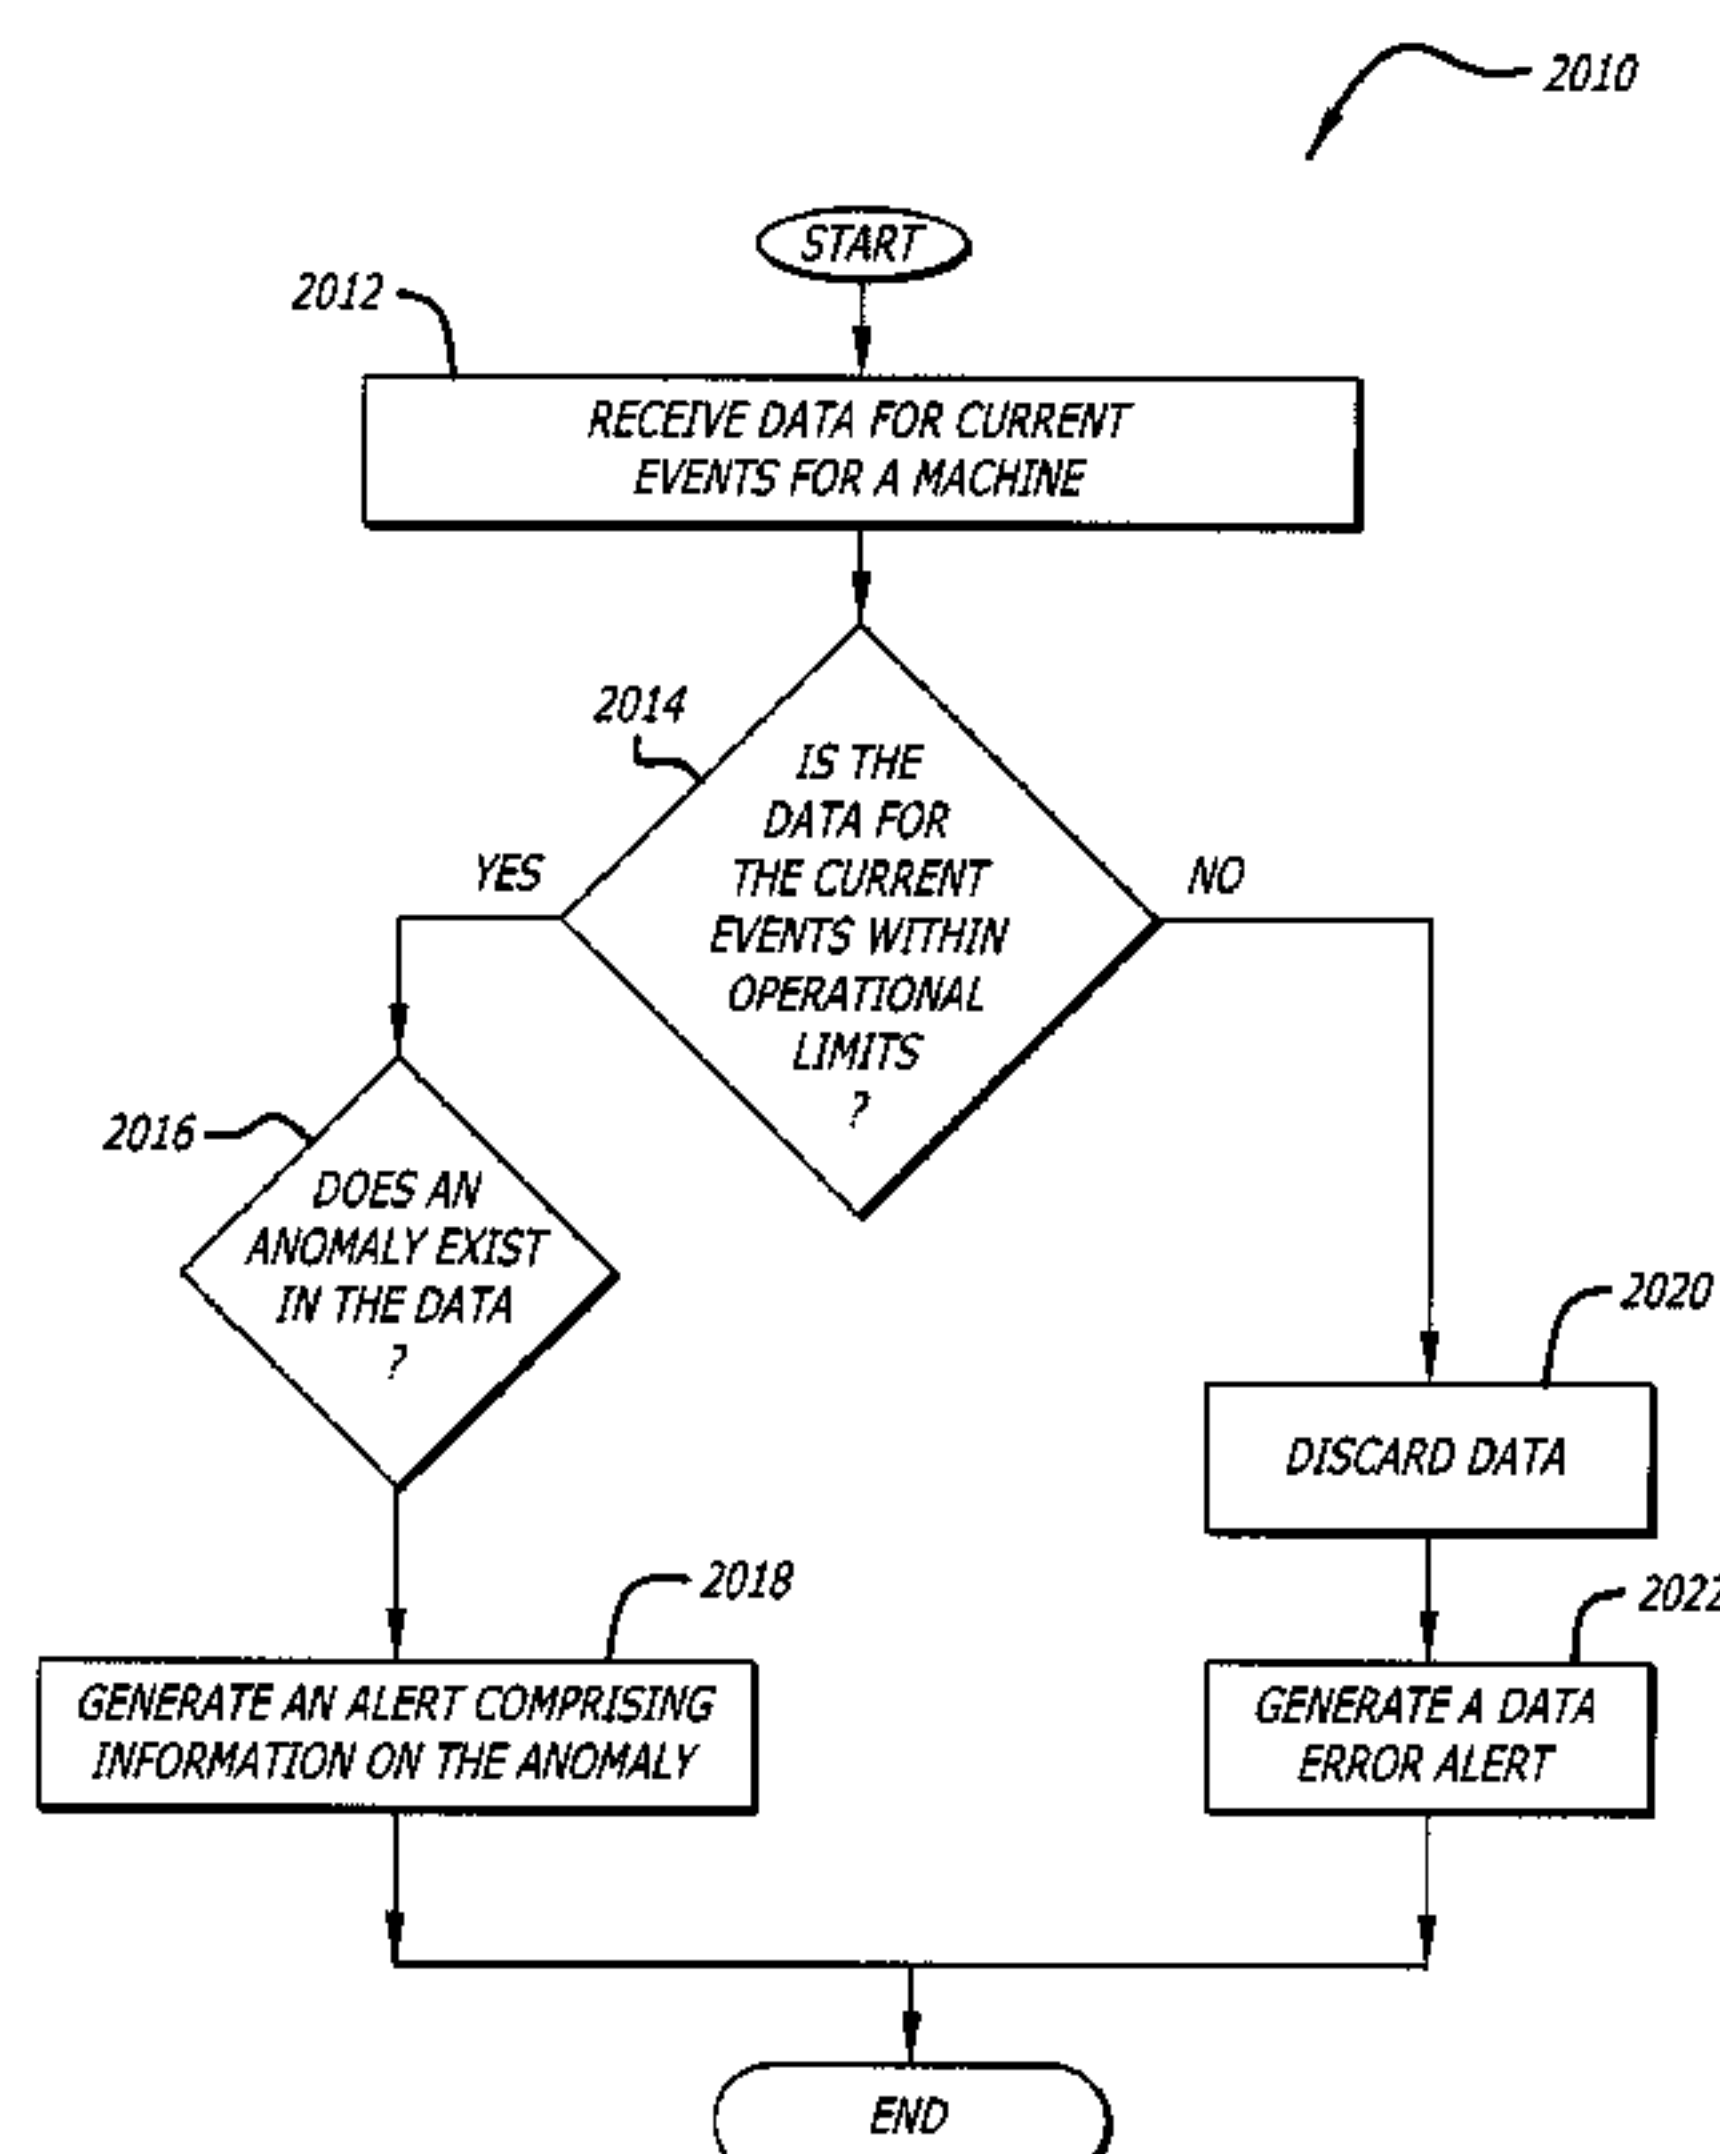 2010
START
2012
RECEIVE DATA FOR CURRENT
EVENTS FOR A MACHINE
2014
IS THE
DATA FOR
THE CURRENT
EVENTS WITHIN
OPERATIONAL
LIMITS
?
YES
NO
2016
DOES AN
ANOMALY EXIST
IN THE DATA
?
2020
DISCARD DATA
2018
GENERATE AN ALERT COMPRISING
INFORMATION ON THE ANOMALY
2022
GENERATE A DATA
ERROR ALERT
END